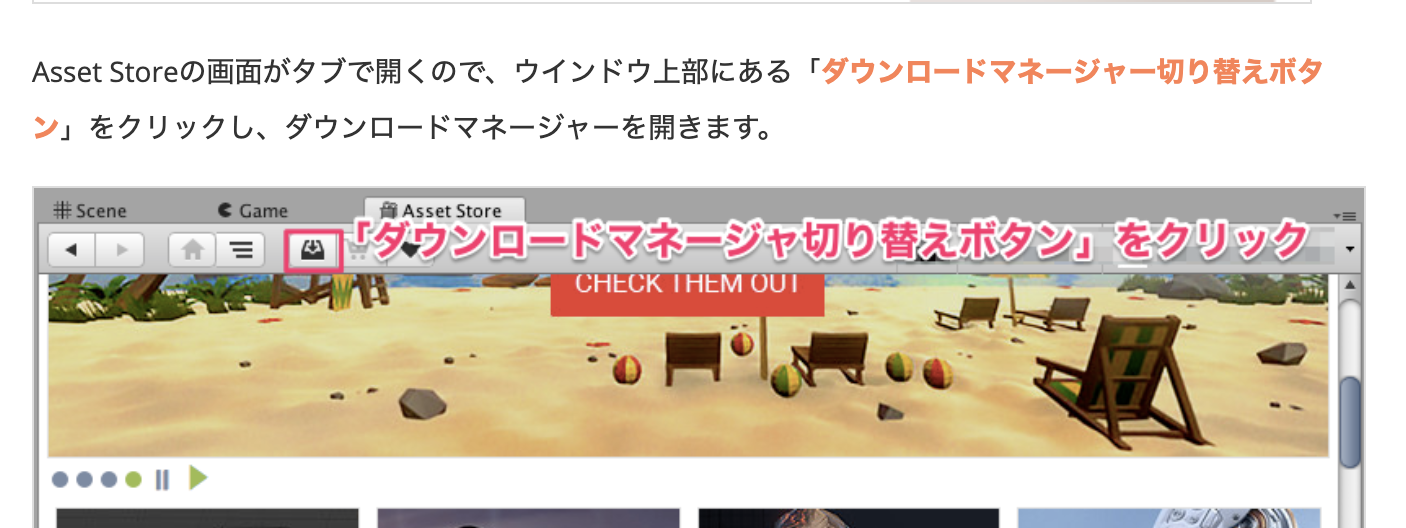 Asset Storeの画面がタブで開くので、ウインドウ上部にある「ダウンロードマネージャー切り替えボタ
ン」をクリックし、ダウンロードマネージャーを開きます。
Scene Game Asset Store
「ダウンロードマネージャ切り替えボタン」をクリック
CHECK THEM OUT